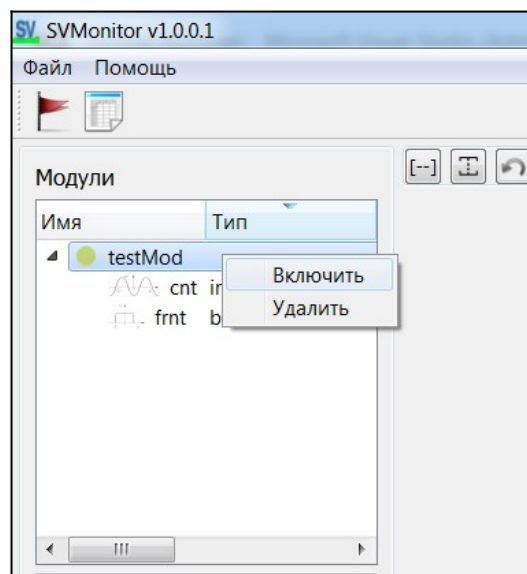 SV SVMonitor v1.0.0.1
Файл Помощь
[--]
Модули
Имя Тип
testMod
Включить
cnt
Удалить
frnt b